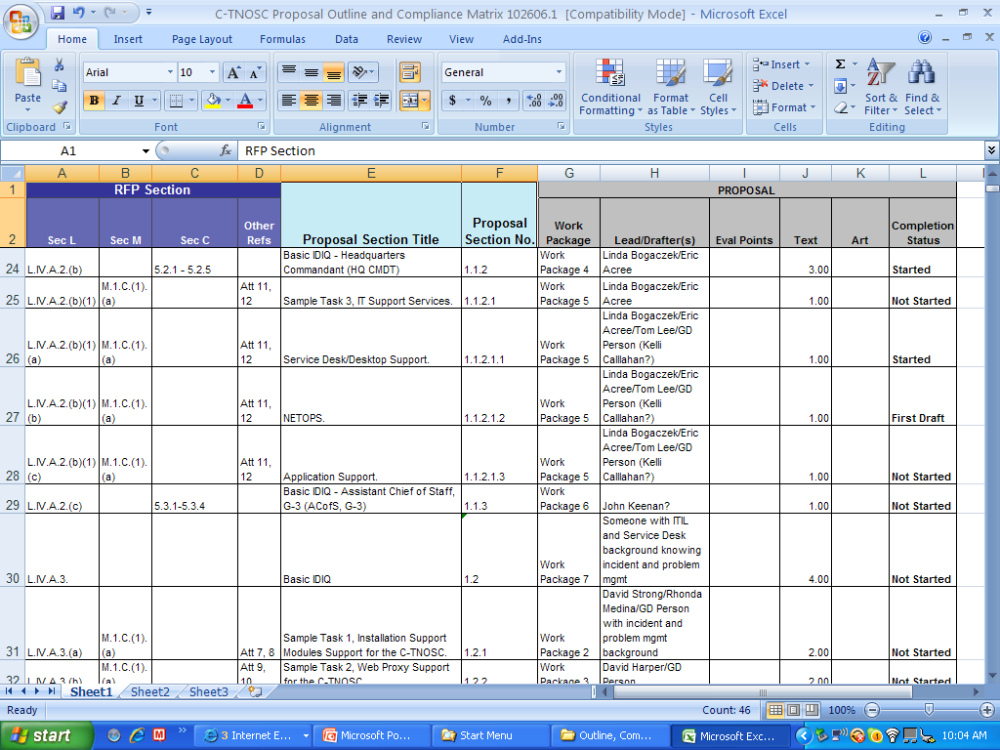 C-TNOSC Proposal Outline and Compliance Matrix 102606.1 [Compatibility Mode] - Microsoft Excel
Home Insert Page Layout Formulas Data Review View Add-Ins
Paste
Arial 10
General
Conditional Formatting
Format as Table
Cell Styles
Insert
Delete
Format
Sort & Filter
Find & Select
Clipboard Font Alignment Number Styles Cells Editing
A1 fx RFP Section
A B C D E F G H I J K L
1 RFP Section PROPOSAL
2 Sec L Sec M Sec C Other Refs Proposal Section Title Proposal Section No. Work Package Lead/Drafter(s) Eval Points Text Art Completion Status
24 L.IV.A.2.(b) 5.2.1 - 5.2.5 Basic IDIQ - Headquarters Commandant (HQ CMDT) 1.1.2 Work Package 4 Linda Bogaczek/Eric Acree 3.00 Started
25 L.IV.A.2.(b)(1) M.1.C.(1).(a) Att 11, 12 Sample Task 3, IT Support Services. 1.1.2.1 Work Package 5 Linda Bogaczek/Eric Acree 1.00 Not Started
26 L.IV.A.2.(b)(1)(a) M.1.C.(1).(a) Att 11, 12 Service Desk/Desktop Support. 1.1.2.1.1 Work Package 5 Linda Bogaczek/Eric Acree/Tom Lee/GD Person (Kelli Calllahan?) 1.00 Started
27 L.IV.A.2.(b)(1)(b) M.1.C.(1).(a) Att 11, 12 NETOPS. 1.1.2.1.2 Work Package 5 Linda Bogaczek/Eric Acree/Tom Lee/GD Person (Kelli Calllahan?) 1.00 First Draft
28 L.IV.A.2.(b)(1)(c) M.1.C.(1).(a) Att 11, 12 Application Support. 1.1.2.1.3 Work Package 5 Linda Bogaczek/Eric Acree/Tom Lee/GD Person (Kelli Calllahan?) 1.00 Not Started
29 L.IV.A.2.(c) 5.3.1-5.3.4 Basic IDIQ - Assistant Chief of Staff, G-3 (ACofS, G-3) 1.1.3 Work Package 6 John Keenan? 1.00 Not Started
30 L.IV.A.3. Basic IDIQ 1.2 Work Package 7 Someone with ITIL and Service Desk background knowing incident and problem mgmt 4.00 Not Started
31 L.IV.A.3.(a) M.1.C.(1).(a) Att 7, 8 Sample Task 1, Installation Support Modules Support for the C-TNOSC. 1.2.1 Work Package 2 David Strong/Rhonda Medina/GD Person with incident and problem mgmt background 2.00 Not Started
32 L.IV.A.3.(b) M.1.C.(1).(a) Att 9, 10 Sample Task 2, Web Proxy Support for the C-TNOSC 1.2.2 Work Package 3 David Harper/GD Person 2.00 Not Started
Sheet1 Sheet2 Sheet3
Ready Count: 46 100%
start 3 Internet E... Microsoft Po... Start Menu Outline, Com... Microsoft Exc... 10:04 AM